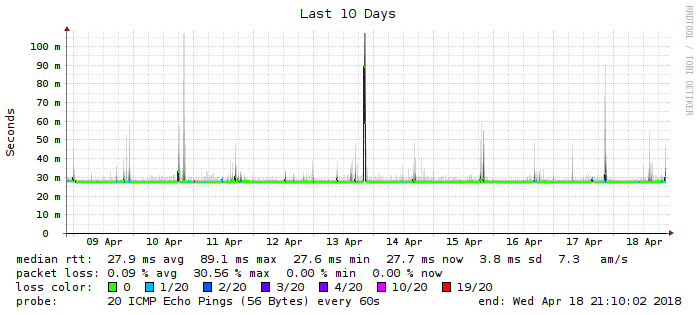 Last 10 Days
RRDTOOL / TOBI OETIKER
Seconds
100 m
90 m
80 m
70 m
60 m
50 m
40 m
30 m
20 m
10 m
0
09 Apr 10 Apr 11 Apr 12 Apr 13 Apr 14 Apr 15 Apr 16 Apr 17 Apr 18 Apr
median rtt: 27.9 ms avg 89.1 ms max 27.6 ms min 27.7 ms now 3.8 ms sd 7.3 am/s
packet loss: 0.09 % avg 30.56 % max 0.00 % min 0.00 % now
loss color: 0 1/20 2/20 3/20 4/20 10/20 19/20
probe: 20 ICMP Echo Pings (56 Bytes) every 60s end: Wed Apr 18 21:10:02 2018